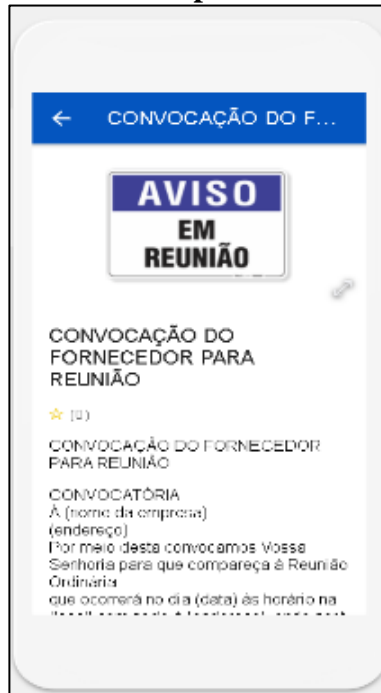 CONVOCAÇÃO DO F...
AVISO
EM
REUNIÃO
CONVOCAÇÃO DO
FORNECEDOR PARA
REUNIÃO
(0)
CONVOCAÇÃO DO FORNECEDOR
PARA REUNIÃO
CONVOCATÓRIA
À (nome da empresa)
(endereço)
Por meio desta convocamos Vossa
Senhoria para que compareça à Reunião
Ordinária
que ocorrerá no dia (data) às horário na